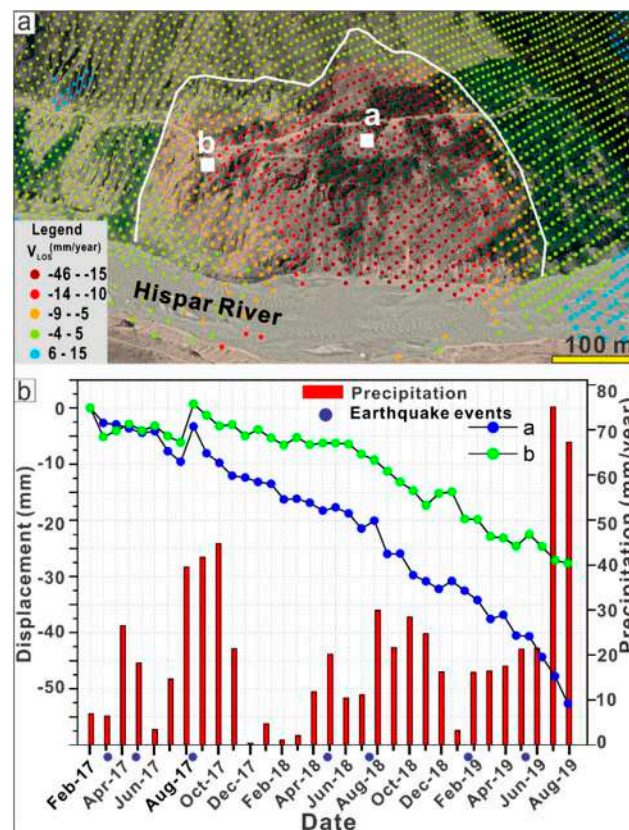 a
a
b
Legend
VLOS (mm/year)
-46 - -15
-14 - -10
-9 - -5
-4 - 5
6 - 15
Hispar River
100 m
b
Precipitation
Earthquake events
a
b
0
-10
-20
-30
-40
-50
Displacement (mm)
80
70
60
50
40
30
20
10
0
Precipitation (mm/year)
Feb-17
Apr-17
Jun-17
Aug-17
Oct-17
Dec-17
Feb-18
Apr-18
Jun-18
Aug-18
Oct-18
Dec-18
Feb-19
Apr-19
Jun-19
Aug-19
Date